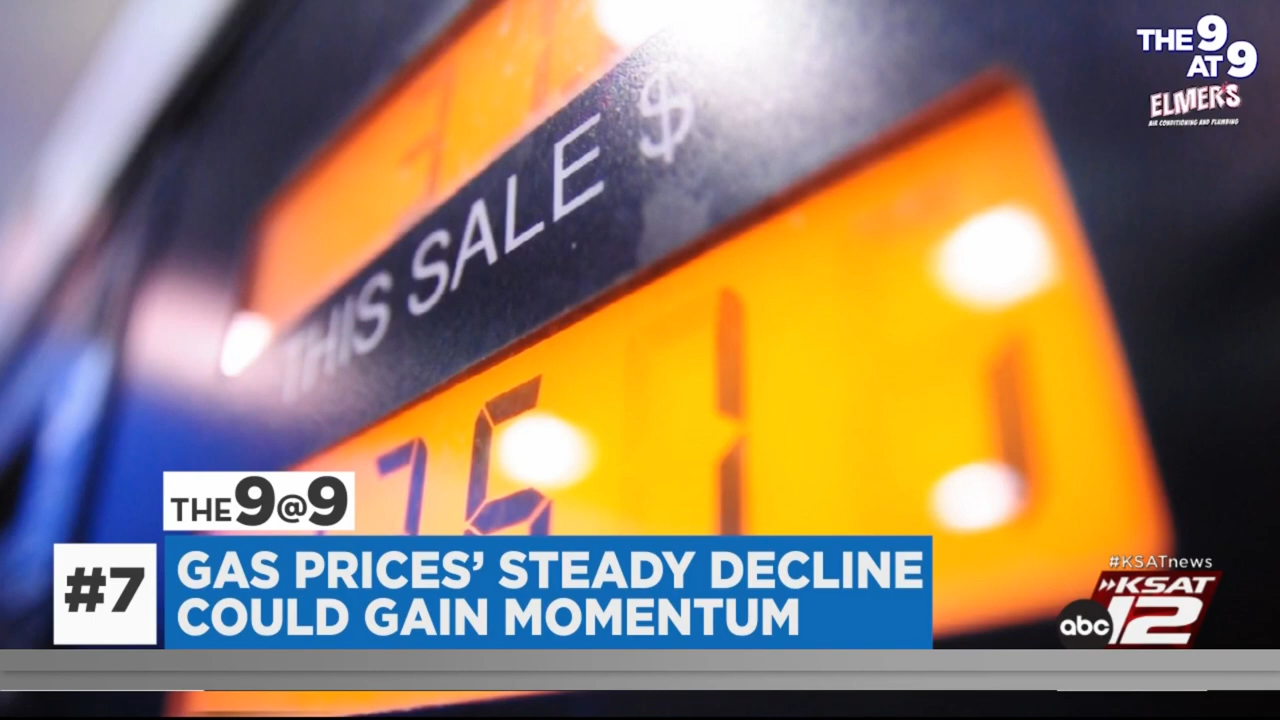 THE 9
AT 9
ELMER'S
AIR CONDITIONING AND PLUMBING
THIS SALE $
THE 9@9
#7
GAS PRICES' STEADY DECLINE
COULD GAIN MOMENTUM
#KSATnews
KSAT
abc 12